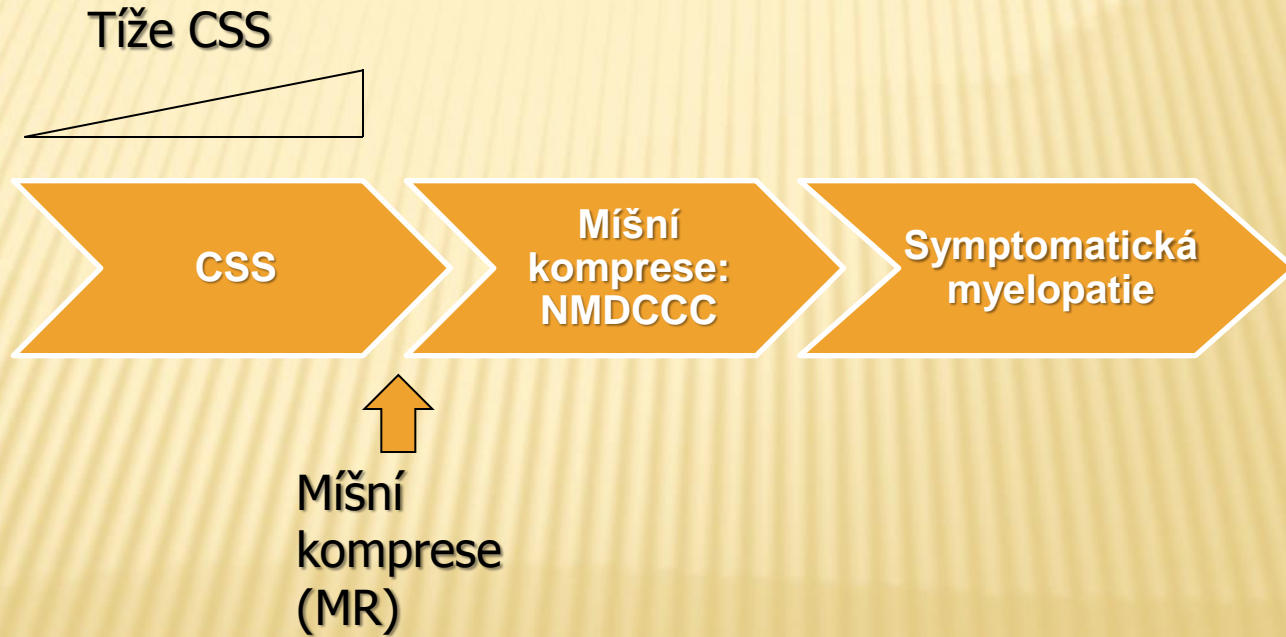 Tíže CSS
CSS
Míšní
komprese:
NMDCCC
Symptomatická
myelopatie
Míšní
komprese
(MR)